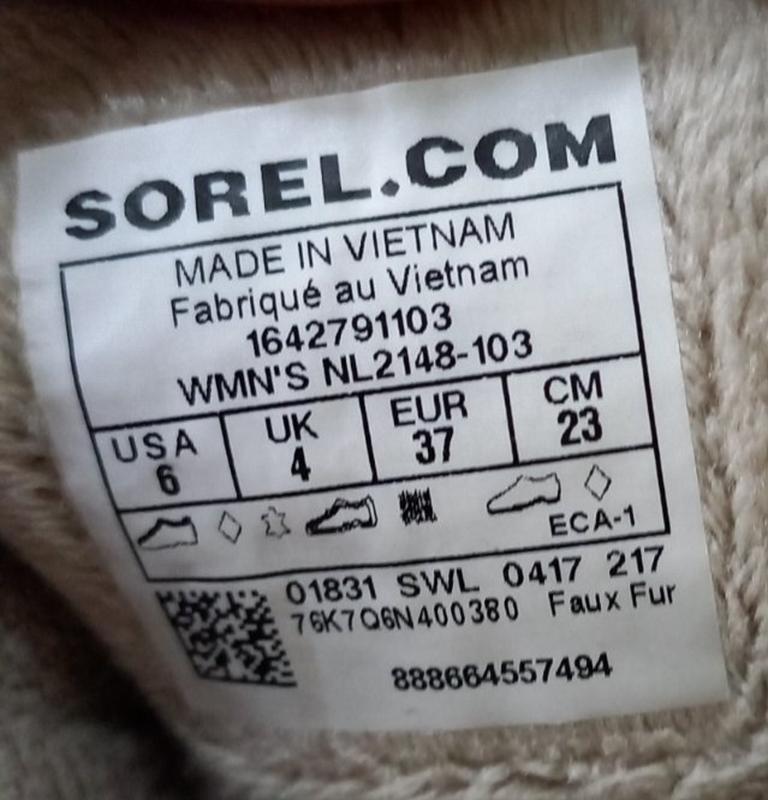 SOREL.COM
MADE IN VIETNAM
Fabriqué au Vietnam
1642791103
WMN'S NL2148-103
USA UK EUR CM
6 4 37 23
ECA-1
01831 SWL 0417 217
76K7Q6N400380 Faux Fur
888664557494